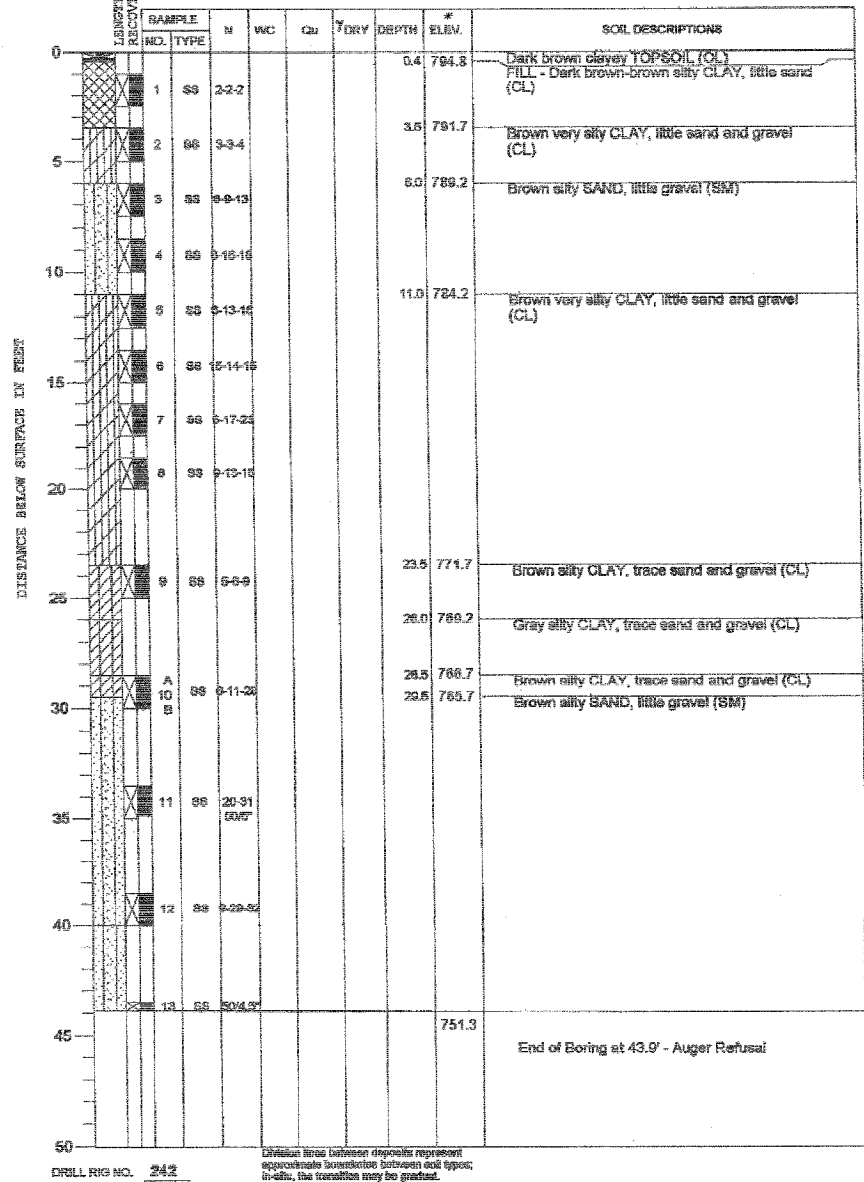 LENGTH
RECOVERY
SAMPLE
NO. TYPE N WC Qu γDRY DEPTH * ELEV. SOIL DESCRIPTIONS
DISTANCE BELOW SURFACE IN FEET
0
0.4 794.8 Dark brown clayey TOPSOIL (CL)
FILL - Dark brown-brown silty CLAY, little sand
(CL)
1 SS 2-2-2
3.5 791.7 Brown very silty CLAY, little sand and gravel
(CL)
2 SS 3-3-4
5
6.0 789.2 Brown silty SAND, little gravel (SM)
3 SS
4 SS
10
11.0 784.2 Brown very silty CLAY, little sand and gravel
(CL)
5 SS
6 SS
15
7 SS
8 SS
20
23.5 771.7 Brown silty CLAY, trace sand and gravel (CL)
9 SS
25
26.0 769.2 Gray silty CLAY, trace sand and gravel (CL)
28.5 766.7 Brown silty CLAY, trace sand and gravel (CL)
A
10 SS
B
29.5 765.7 Brown silty SAND, little gravel (SM)
30
11 SS 20-31
35
12 SS
40
13 SS 50/4.5"
751.3
45
End of Boring at 43.9' - Auger Refusal
50
DRILL RIG NO. 242
Division lines between deposits represent
approximate boundaries between soil types;
in-situ, the transition may be gradual.